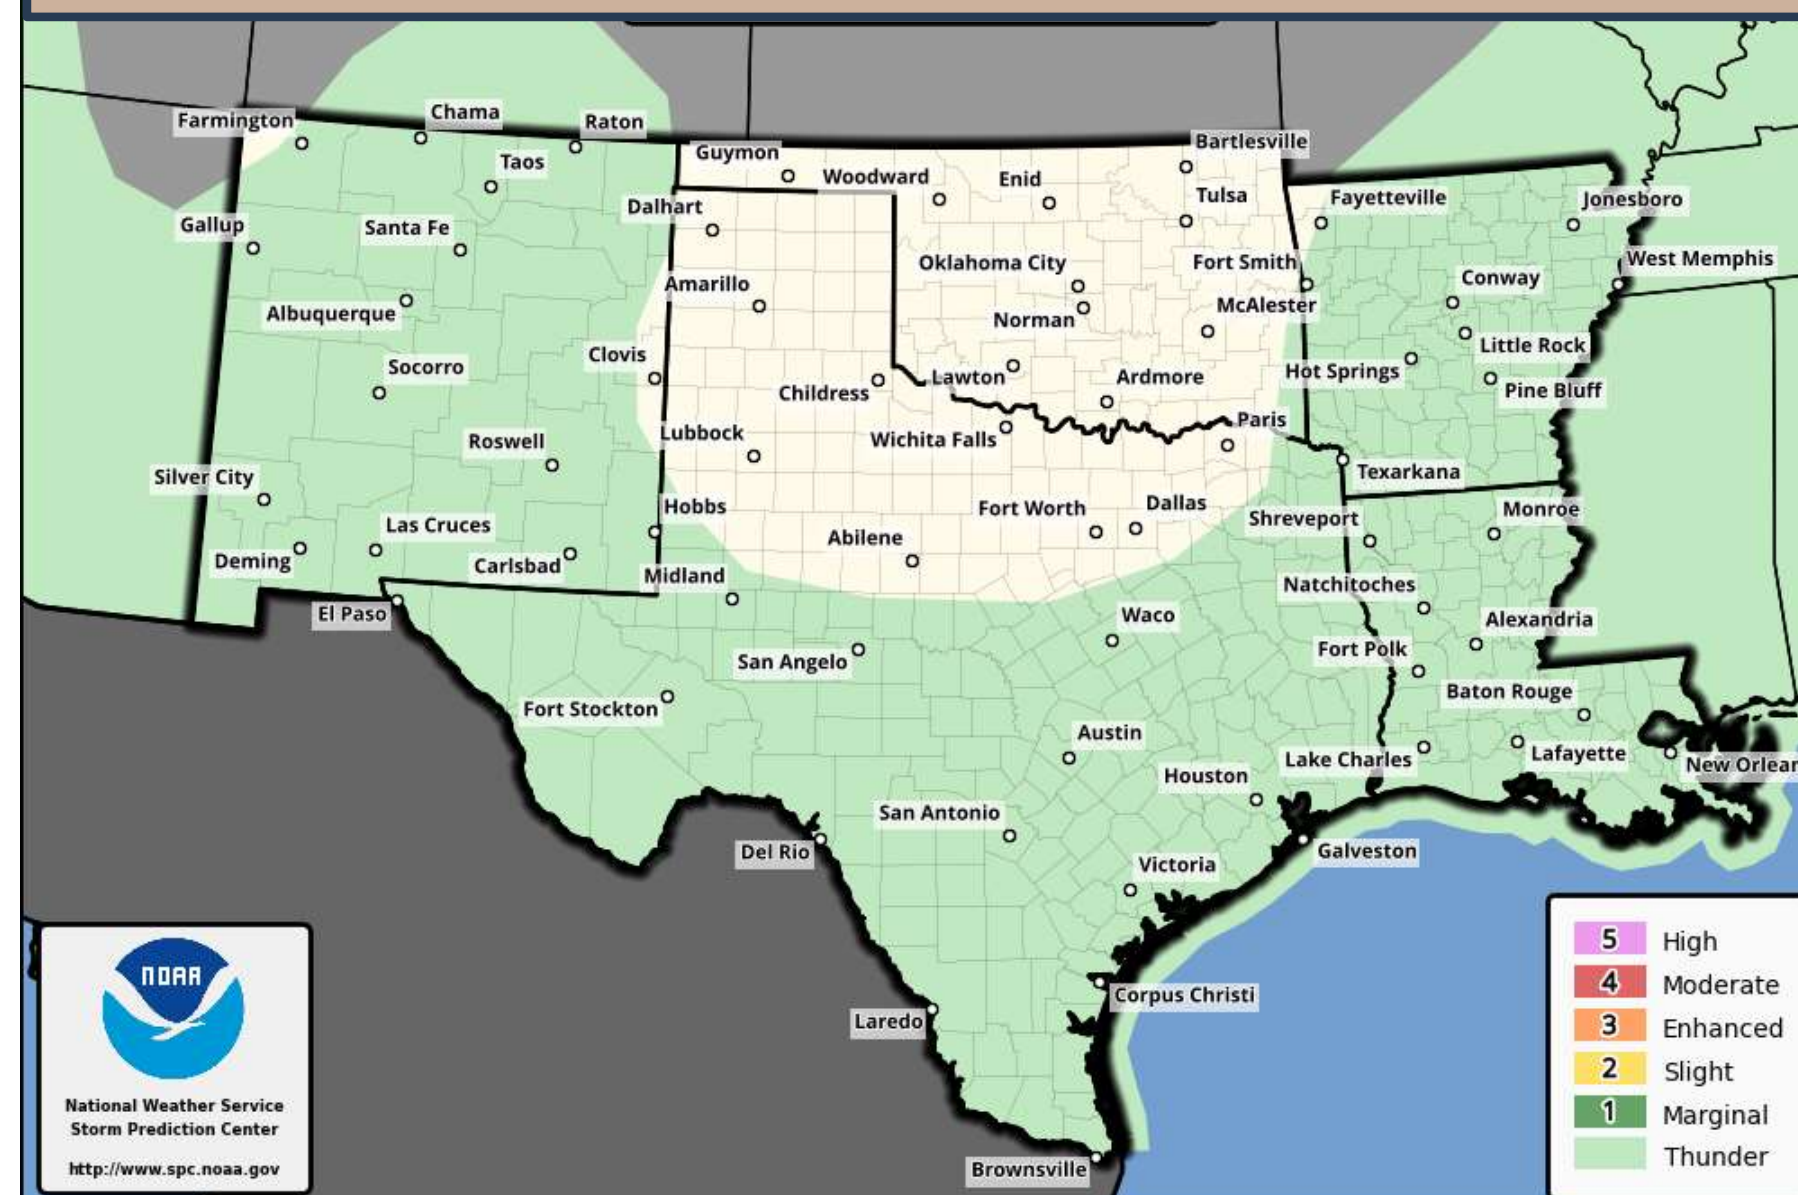 Farmington
Chama
Raton
Taos
Guymon
Woodward
Enid
Bartlesville
Tulsa
Fayetteville
Jonesboro
Gallup
Santa Fe
Dalhart
Oklahoma City
Fort Smith
West Memphis
Conway
Albuquerque
Amarillo
Norman
McAlester
Little Rock
Socorro
Clovis
Childress
Lawton
Ardmore
Hot Springs
Pine Bluff
Roswell
Lubbock
Wichita Falls
Paris
Silver City
Texarkana
Las Cruces
Hobbs
Fort Worth
Dallas
Shreveport
Monroe
Deming
Carlsbad
Midland
Abilene
Natchitoches
El Paso
Waco
Alexandria
San Angelo
Fort Polk
Fort Stockton
Baton Rouge
Austin
Lake Charles
Lafayette
New Orlean
Houston
San Antonio
Del Rio
Victoria
Galveston
Corpus Christi
Laredo
Brownsville
NOAA
National Weather Service
Storm Prediction Center
http://www.spc.noaa.gov
5 High
4 Moderate
3 Enhanced
2 Slight
1 Marginal
Thunder